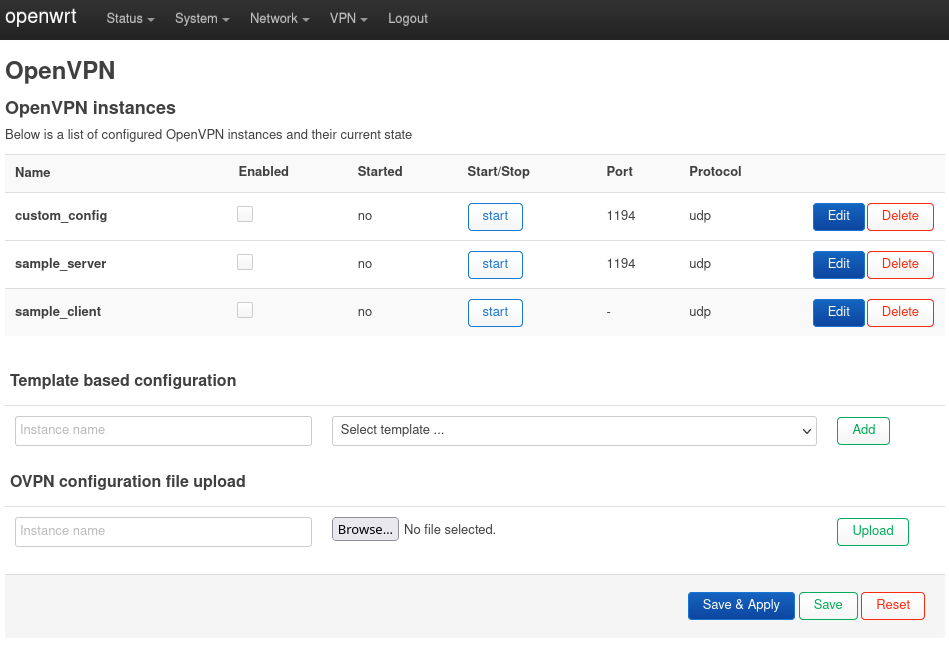 openwrt Status System Network VPN Logout
OpenVPN
OpenVPN instances
Below is a list of configured OpenVPN instances and their current state
Name Enabled Started Start/Stop Port Protocol
custom_config no start 1194 udp Edit Delete
sample_server no start 1194 udp Edit Delete
sample_client no start - udp Edit Delete
Template based configuration
Instance name Select template ... Add
OVPN configuration file upload
Instance name Browse... No file selected. Upload
Save & Apply Save Reset